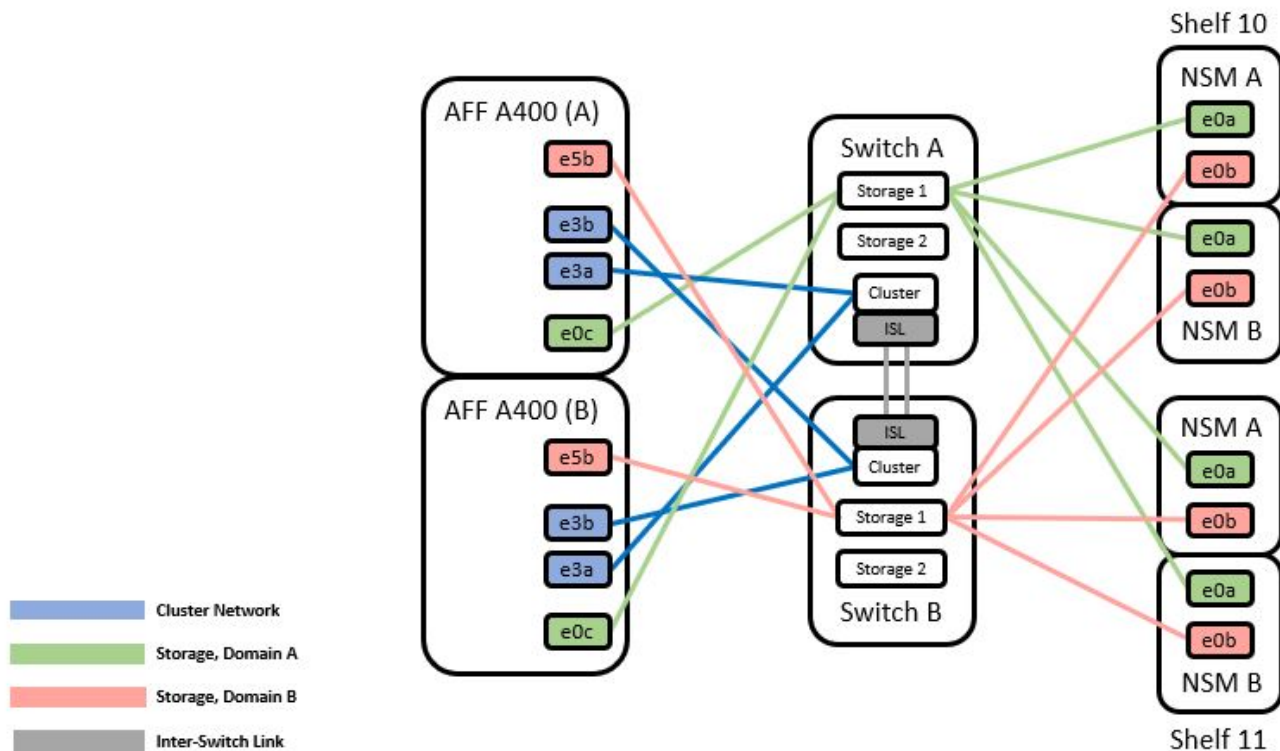 Shelf 10
AFF A400 (A)
e5b
e3b
e3a
e0c
AFF A400 (B)
e5b
e3b
e3a
e0c
Switch A
Storage 1
Storage 2
Cluster
ISL
ISL
Cluster
Storage 1
Storage 2
Switch B
NSM A
e0a
e0b
e0a
e0b
NSM B
NSM A
e0a
e0b
e0a
e0b
NSM B
Shelf 11
Cluster Network
Storage, Domain A
Storage, Domain B
Inter-Switch Link